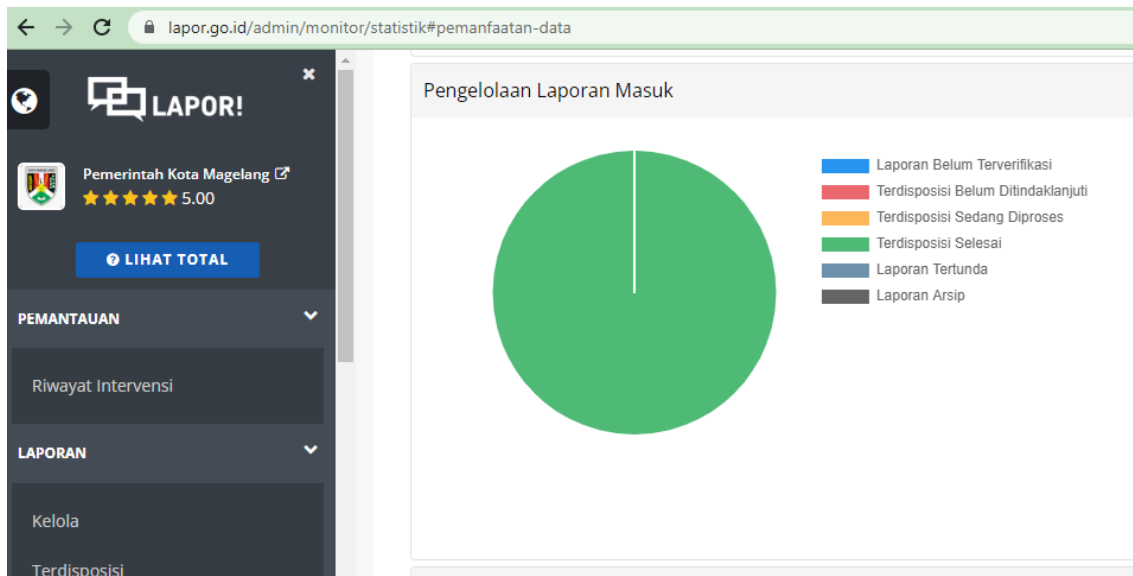 lapor.go.id/admin/monitor/statistik#pemanfaatan-data
LAPOR!
Pemerintah Kota Magelang
5.00
LIHAT TOTAL
PEMANTAUAN
Riwayat Intervensi
LAPORAN
Kelola
Terdisposisi
Pengelolaan Laporan Masuk
Laporan Belum Terverifikasi
Terdisposisi Belum Ditindaklanjuti
Terdisposisi Sedang Diproses
Terdisposisi Selesai
Laporan Tertunda
Laporan Arsip